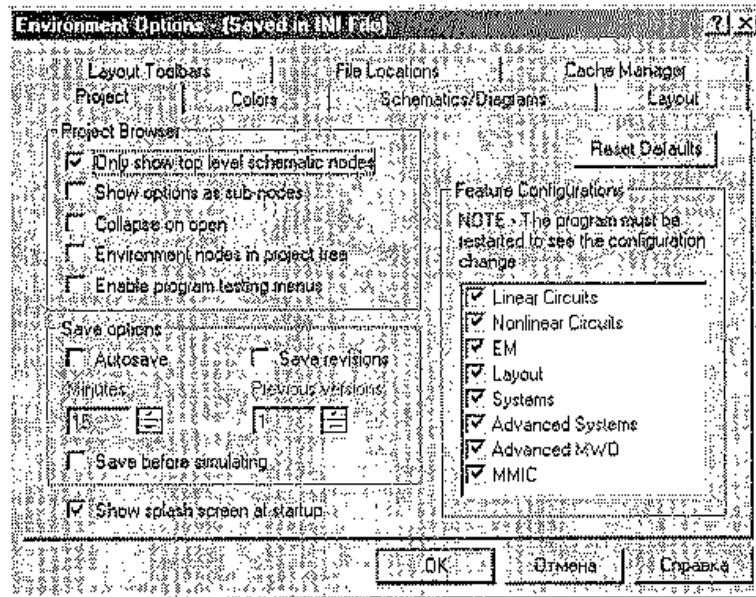 Environment Options - (Saved in INI File)
Layout Toolbars File Locations Cache Manager
Project Colors Schematics/Diagrams Layout
Project Browser
Only show top level schematic nodes
Show options as sub-nodes
Collapse on open
Environment nodes in project tree
Enable program testing menus
Save options
Autosave Save revisions
Minutes Previous versions
15 1
Save before simulating
Show splash screen at startup
Reset Defaults
Feature Configurations
NOTE - The program must be
restarted to see the configuration
change
Linear Circuits
Nonlinear Circuits
EM
Layout
Systems
Advanced Systems
Advanced MWO
MMIC
OK Отмена Справка